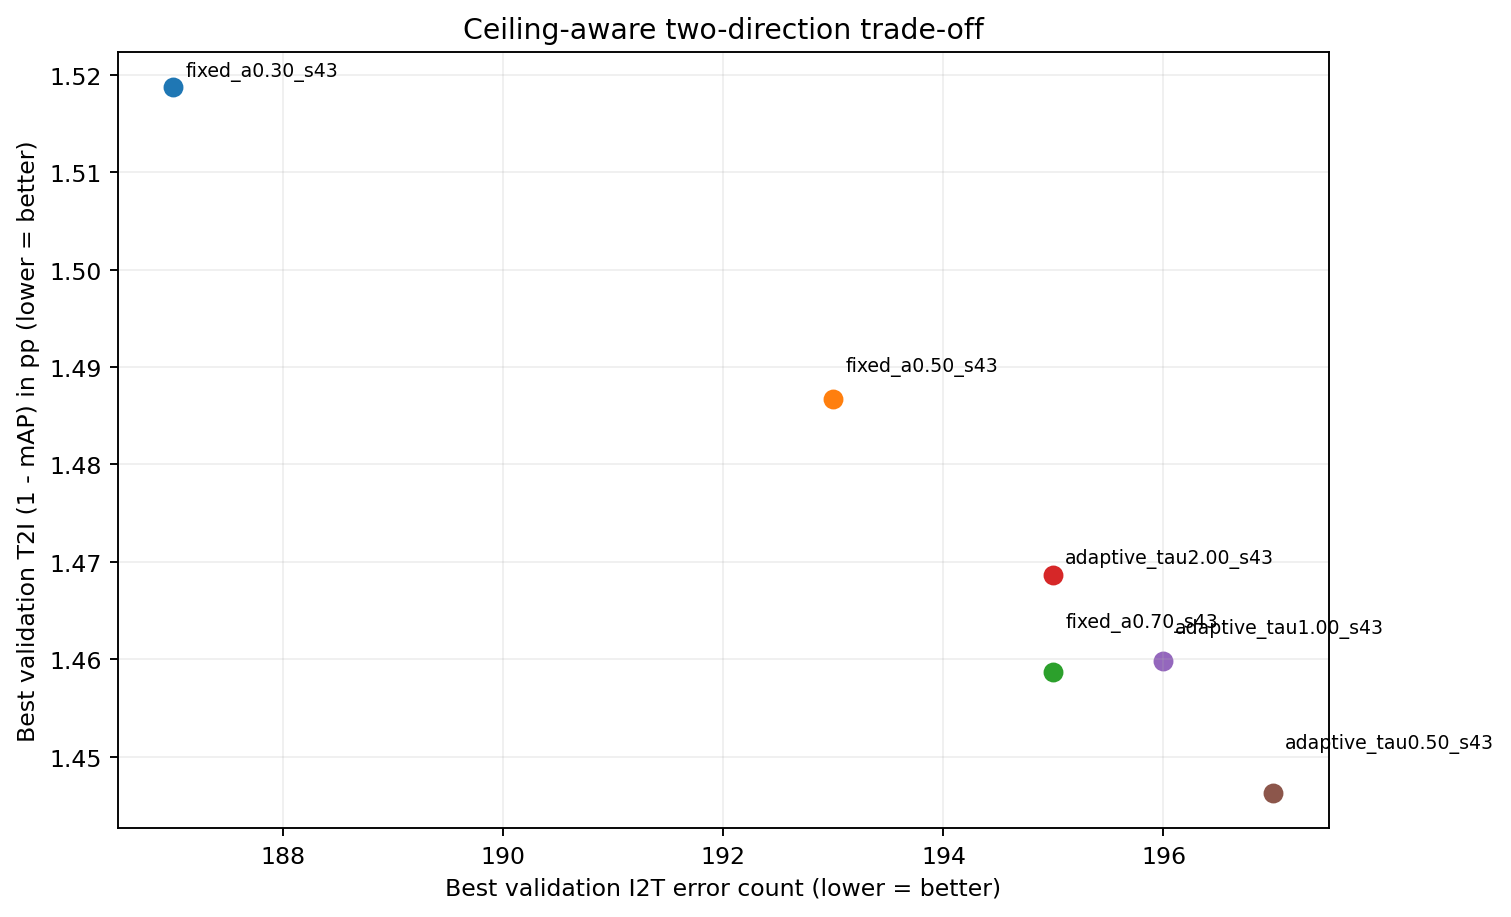 Ceiling-aware two-direction trade-off
Best validation T2I (1 - mAP) in pp (lower = better)
1.52
1.51
1.50
1.49
1.48
1.47
1.46
1.45
fixed_a0.30_s43
fixed_a0.50_s43
adaptive_tau2.00_s43
fixed_a0.70_s43
adaptive_tau1.00_s43
adaptive_tau0.50_s43
188
190
192
194
196
Best validation I2T error count (lower = better)